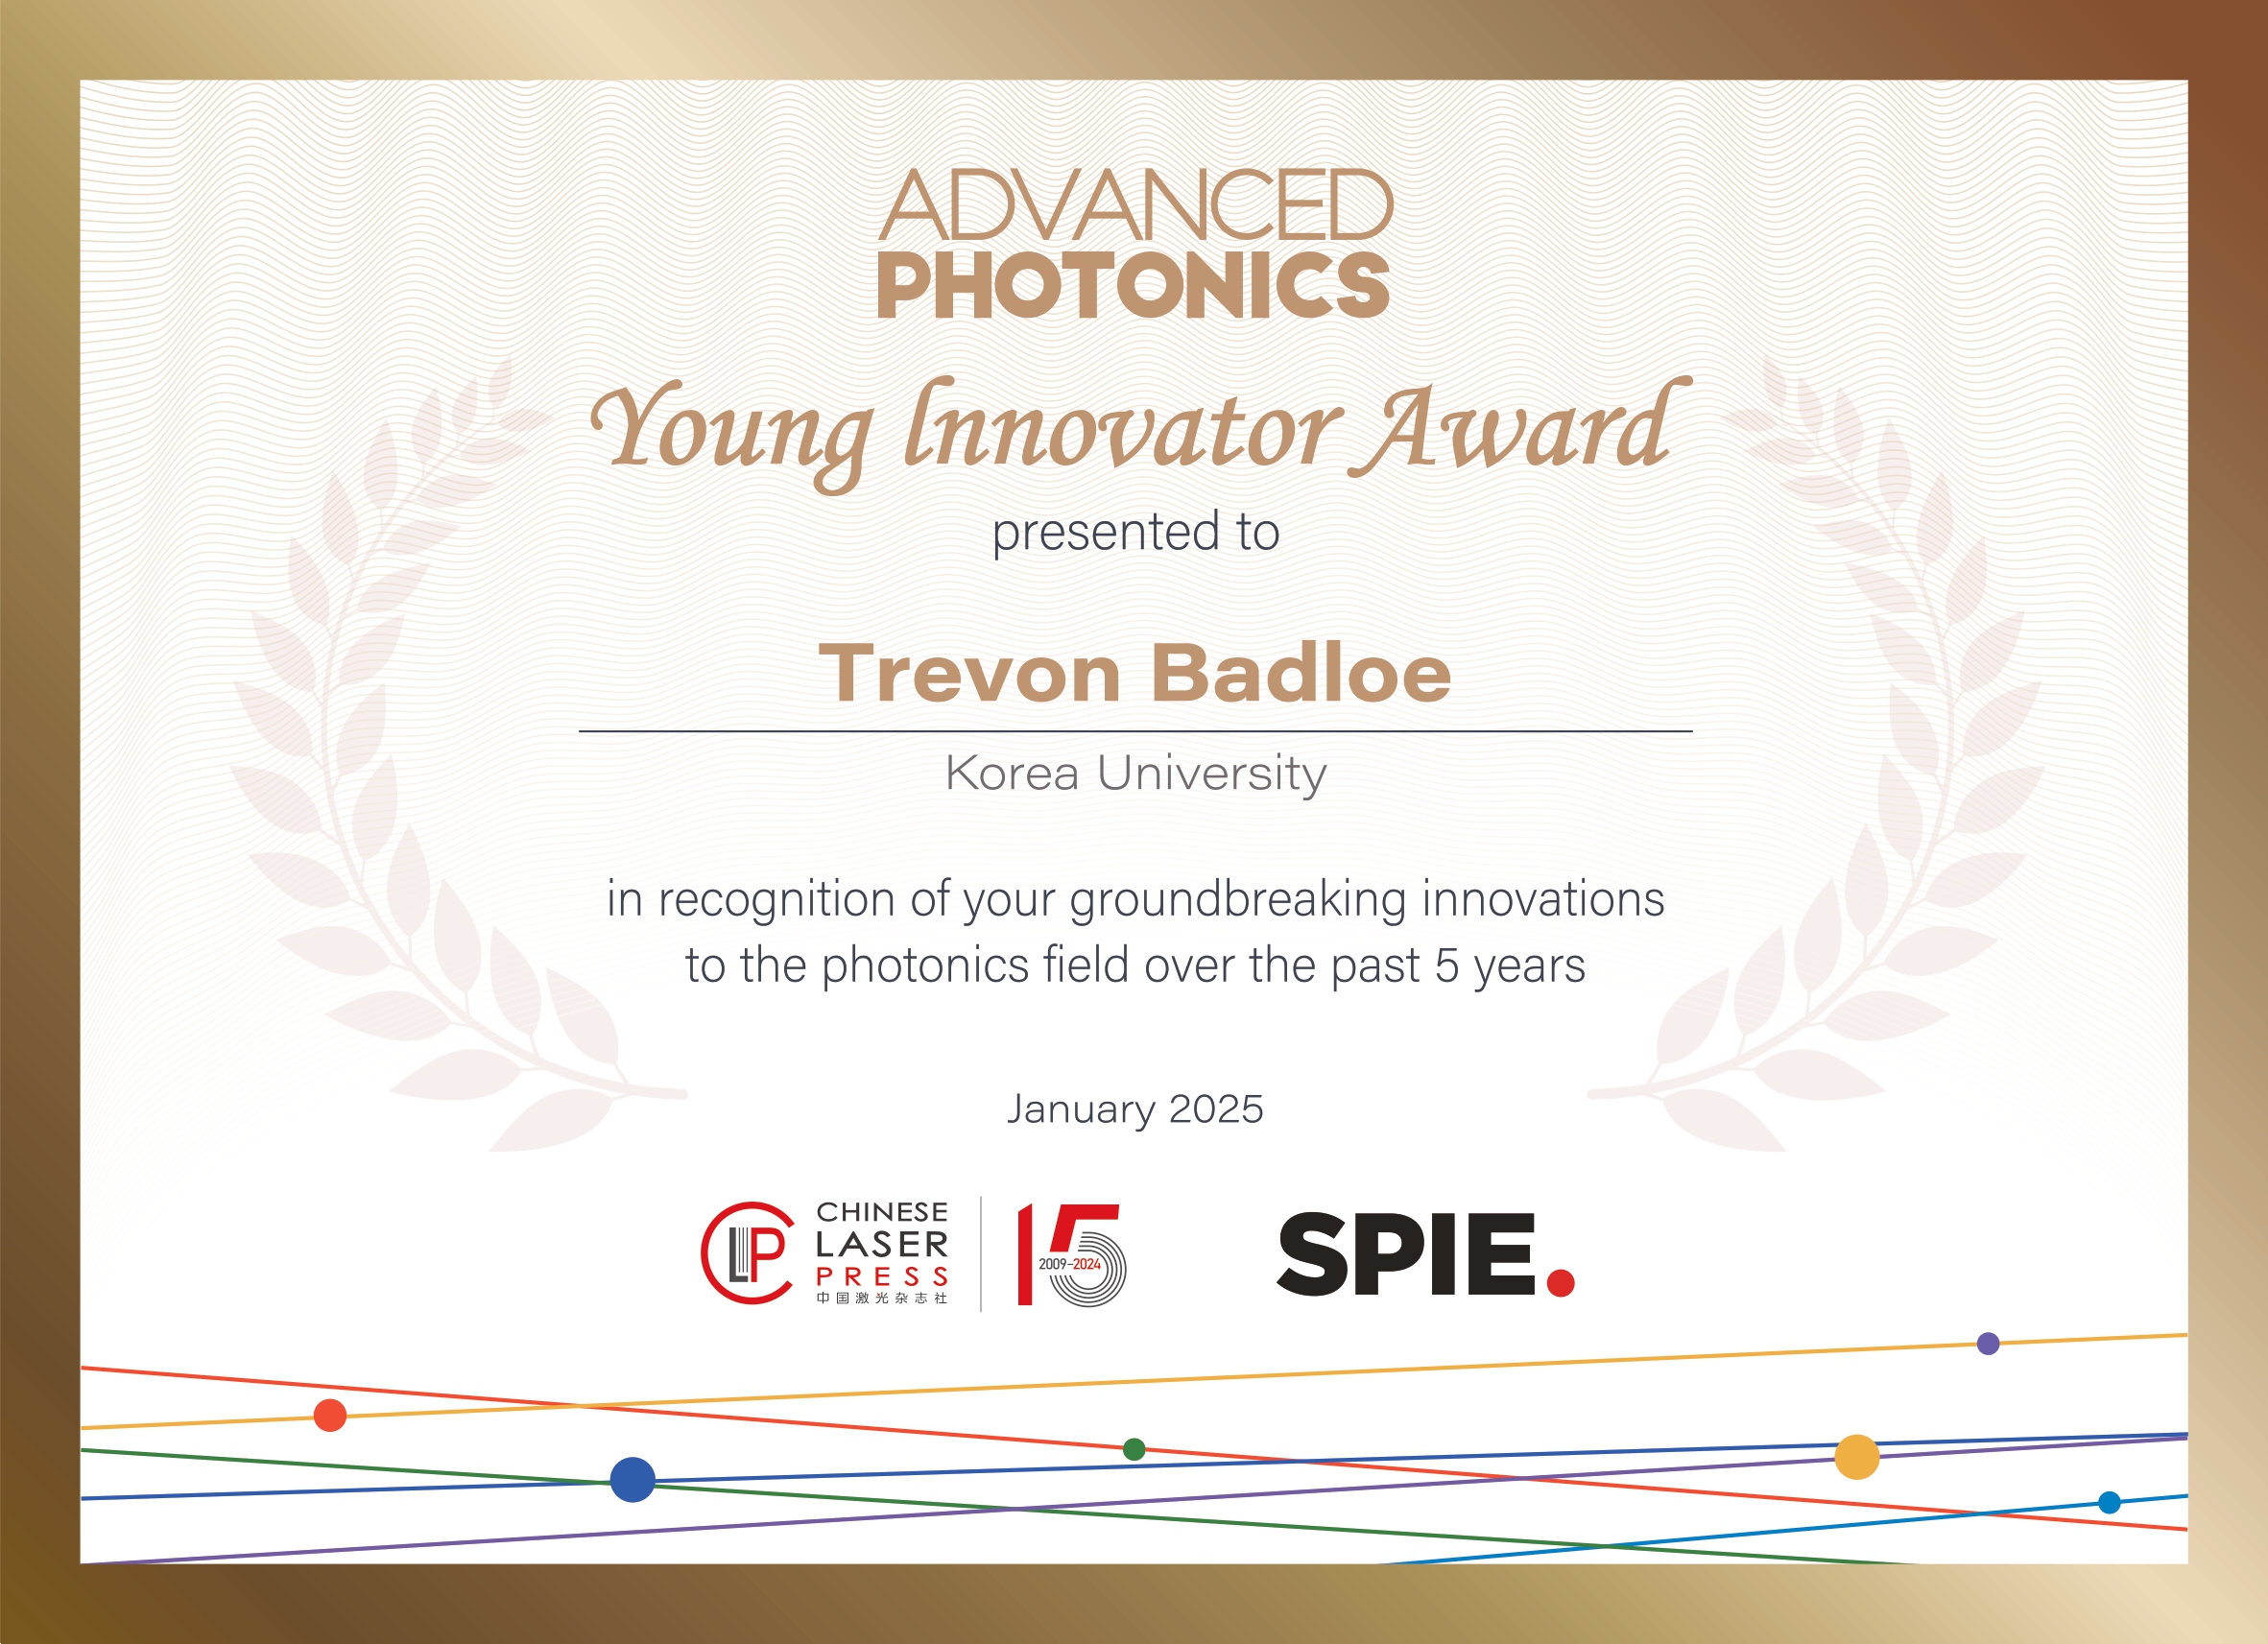 ADVANCED
PHOTONICS
Young Innovator Award
presented to
Trevon Badloe
Korea University
in recognition of your groundbreaking innovations
to the photonics field over the past 5 years
January 2025
CLP
CHINESE
LASER
PRESS
中国激光杂志社
15
2009-2024
SPIE.